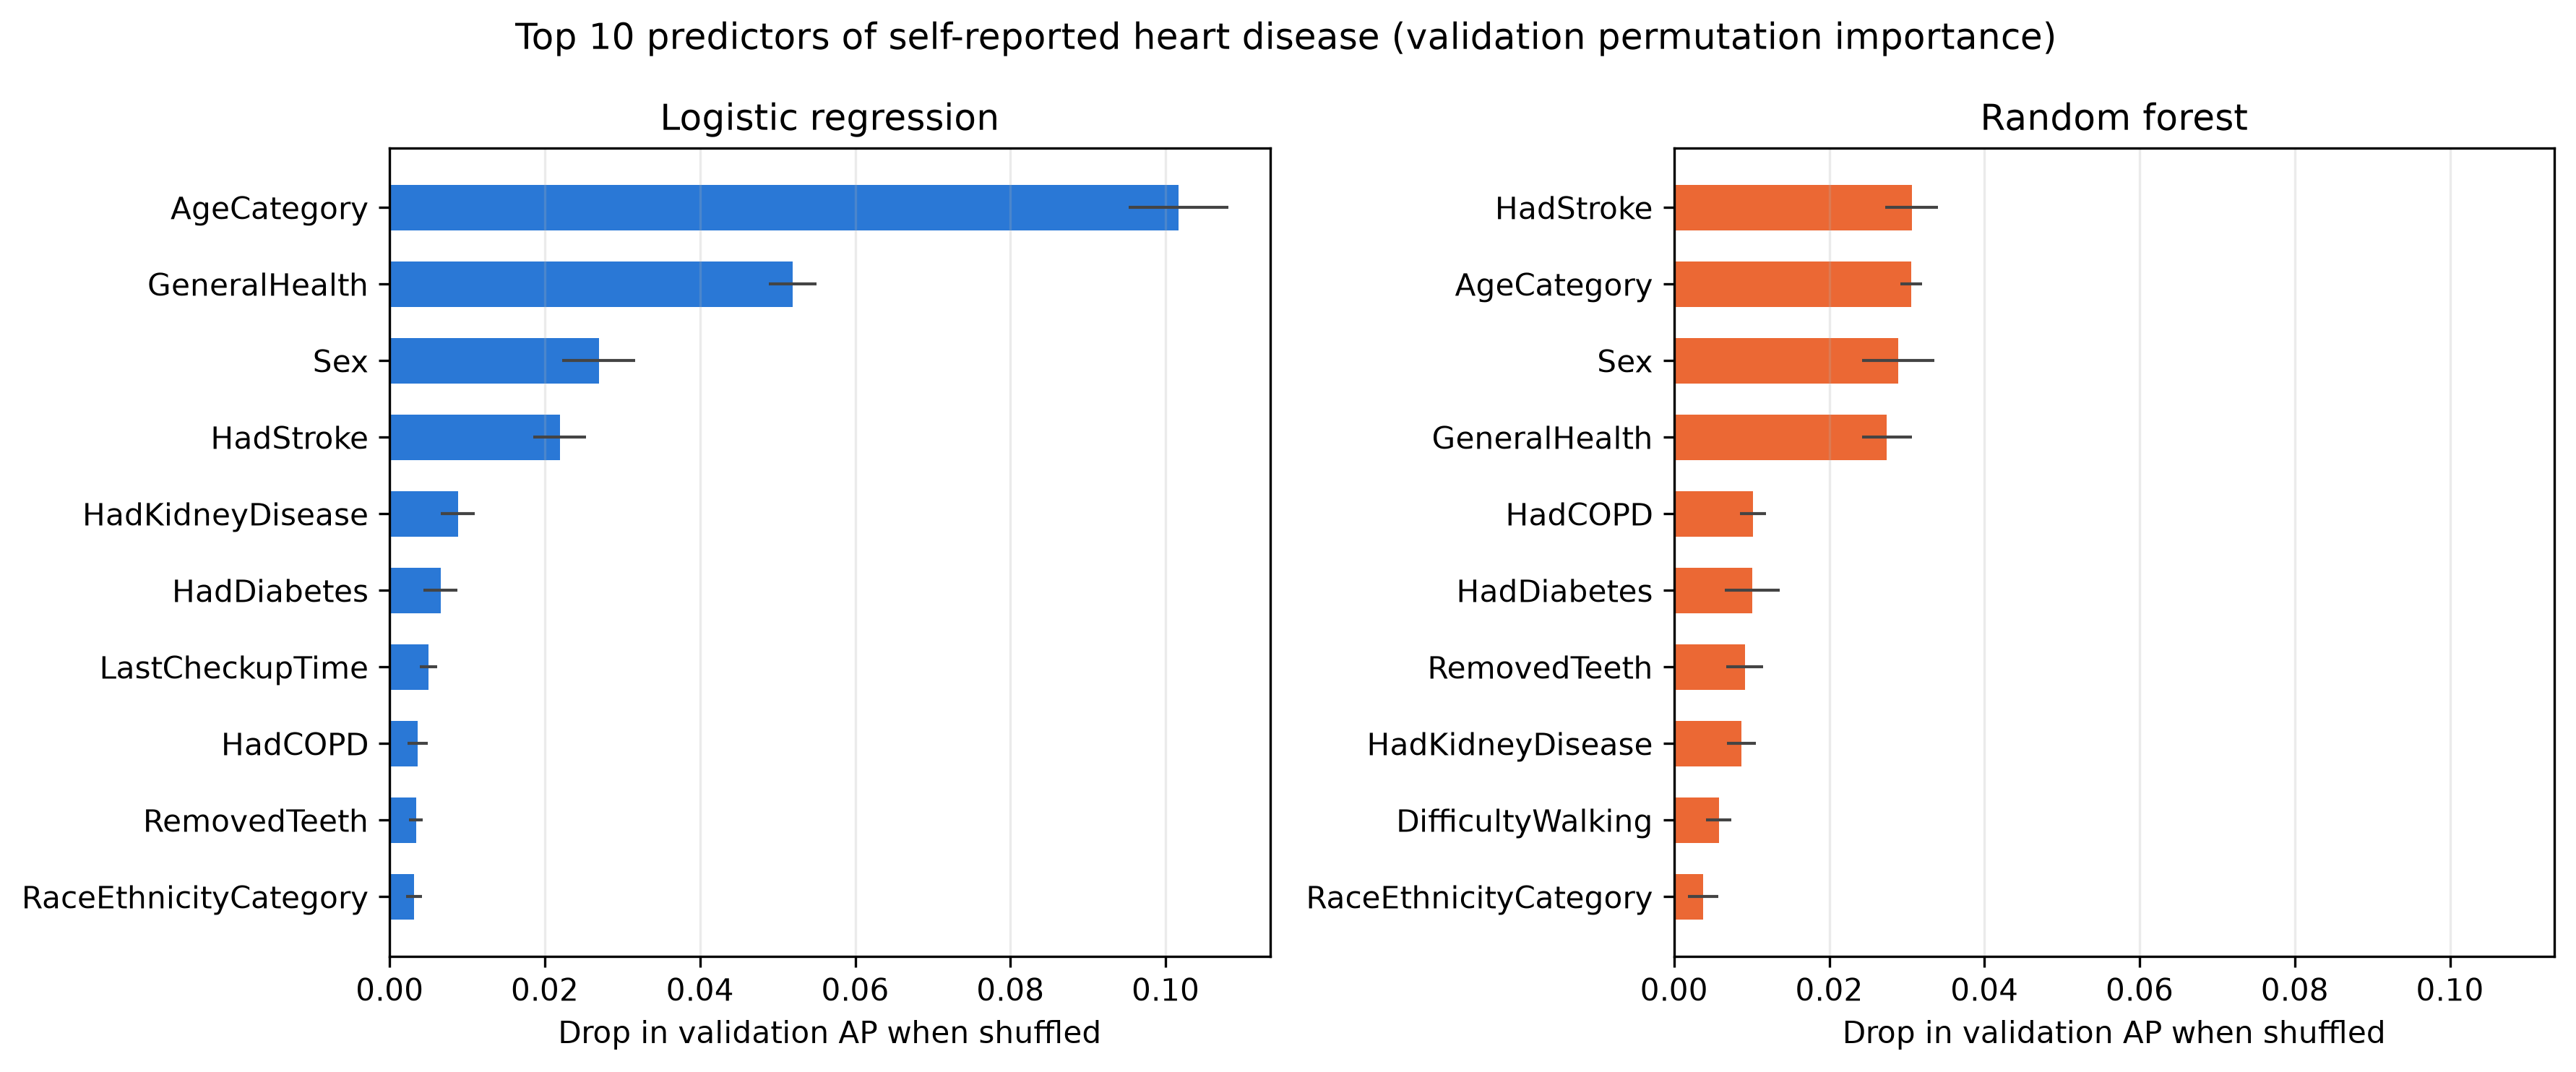 Top 10 predictors of self-reported heart disease (validation permutation importance)
Logistic regression
AgeCategory
GeneralHealth
Sex
HadStroke
HadKidneyDisease
HadDiabetes
LastCheckupTime
HadCOPD
RemovedTeeth
RaceEthnicityCategory
0.00 0.02 0.04 0.06 0.08 0.10
Drop in validation AP when shuffled
Random forest
HadStroke
AgeCategory
Sex
GeneralHealth
HadCOPD
HadDiabetes
RemovedTeeth
HadKidneyDisease
DifficultyWalking
RaceEthnicityCategory
0.00 0.02 0.04 0.06 0.08 0.10
Drop in validation AP when shuffled